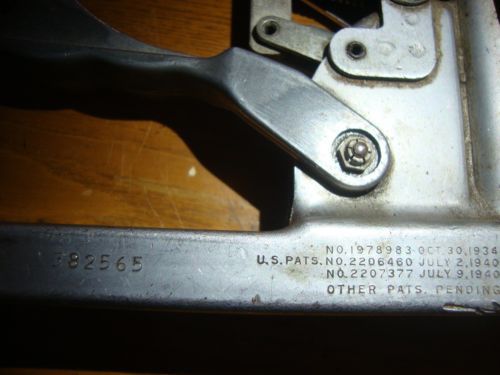 382565
NO.1978983 OCT.30,1934
U.S.PATS. NO.2206460 JULY 2,1940
NO.2207377 JULY 9,1940
OTHER PATS. PENDING